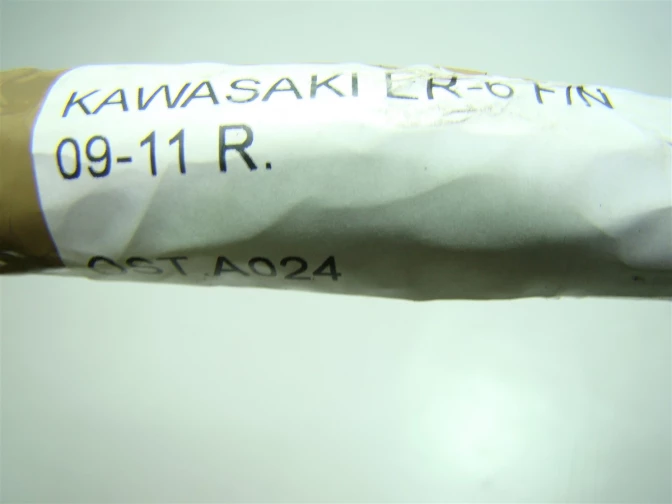 KAWASAKI ER-6 F/N
09-11 R.
OST.A024